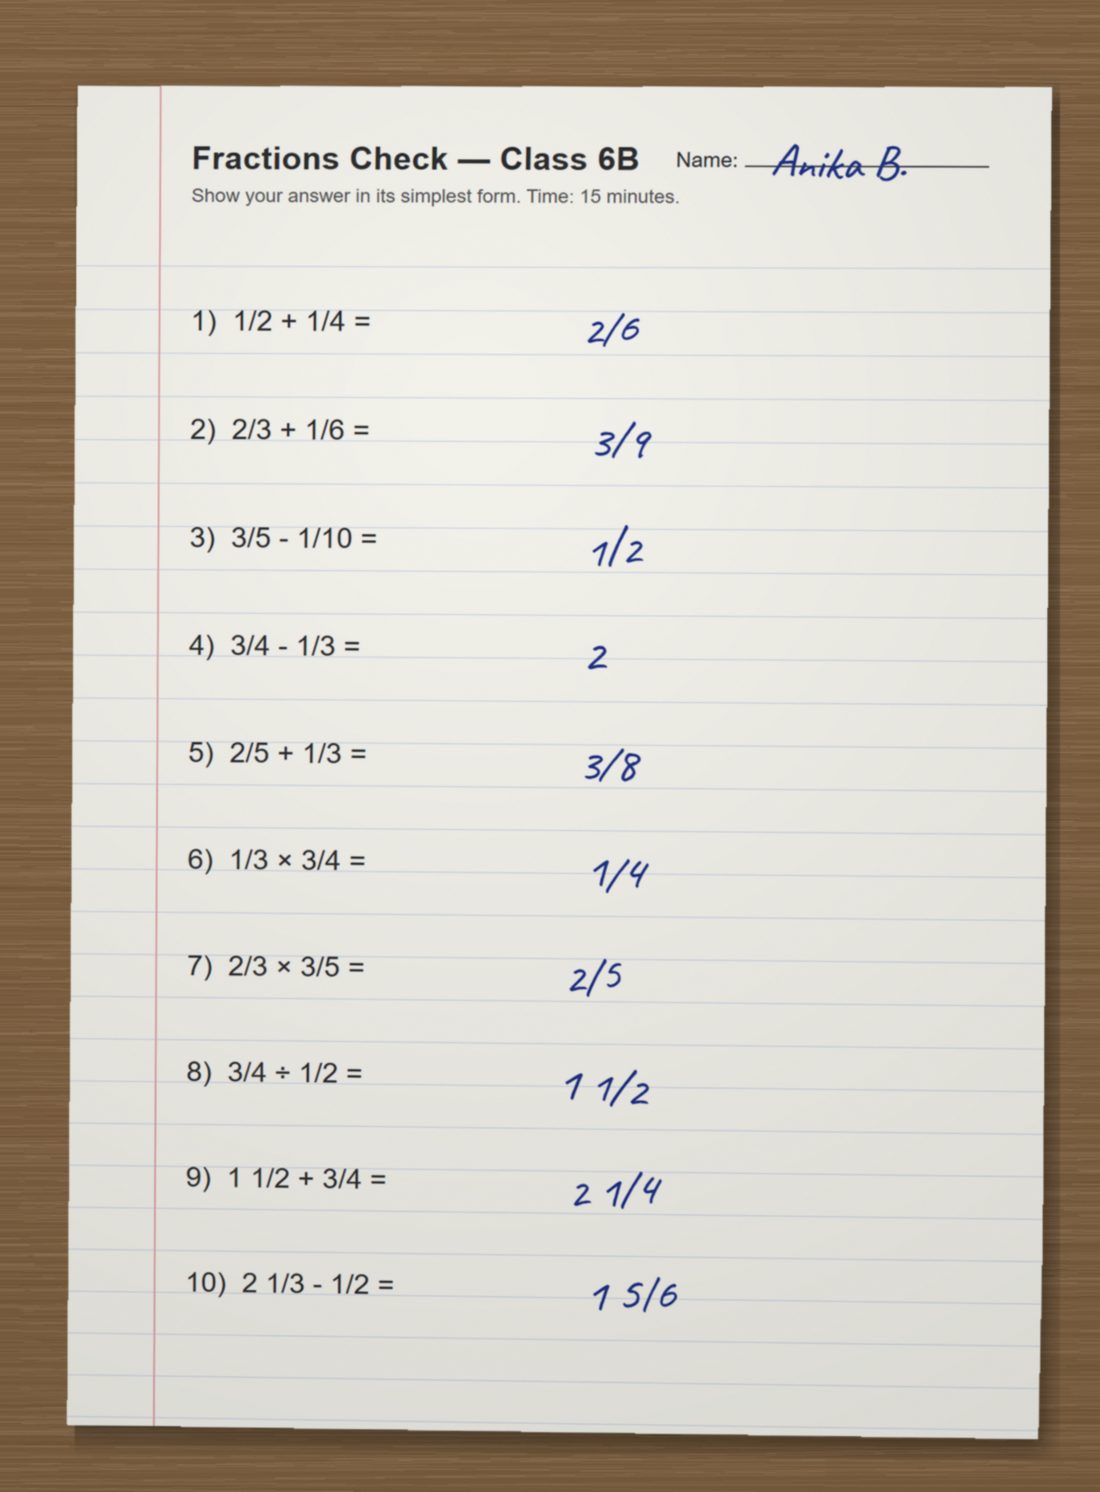 Fractions Check — Class 6B Name: Anika B.
Show your answer in its simplest form. Time: 15 minutes.
1) 1/2 + 1/4 = 2/6
2) 2/3 + 1/6 = 3/9
3) 3/5 - 1/10 = 1/2
4) 3/4 - 1/3 = 2
5) 2/5 + 1/3 = 3/8
6) 1/3 × 3/4 = 1/4
7) 2/3 × 3/5 = 2/5
8) 3/4 ÷ 1/2 = 1 1/2
9) 1 1/2 + 3/4 = 2 1/4
10) 2 1/3 - 1/2 = 1 5/6